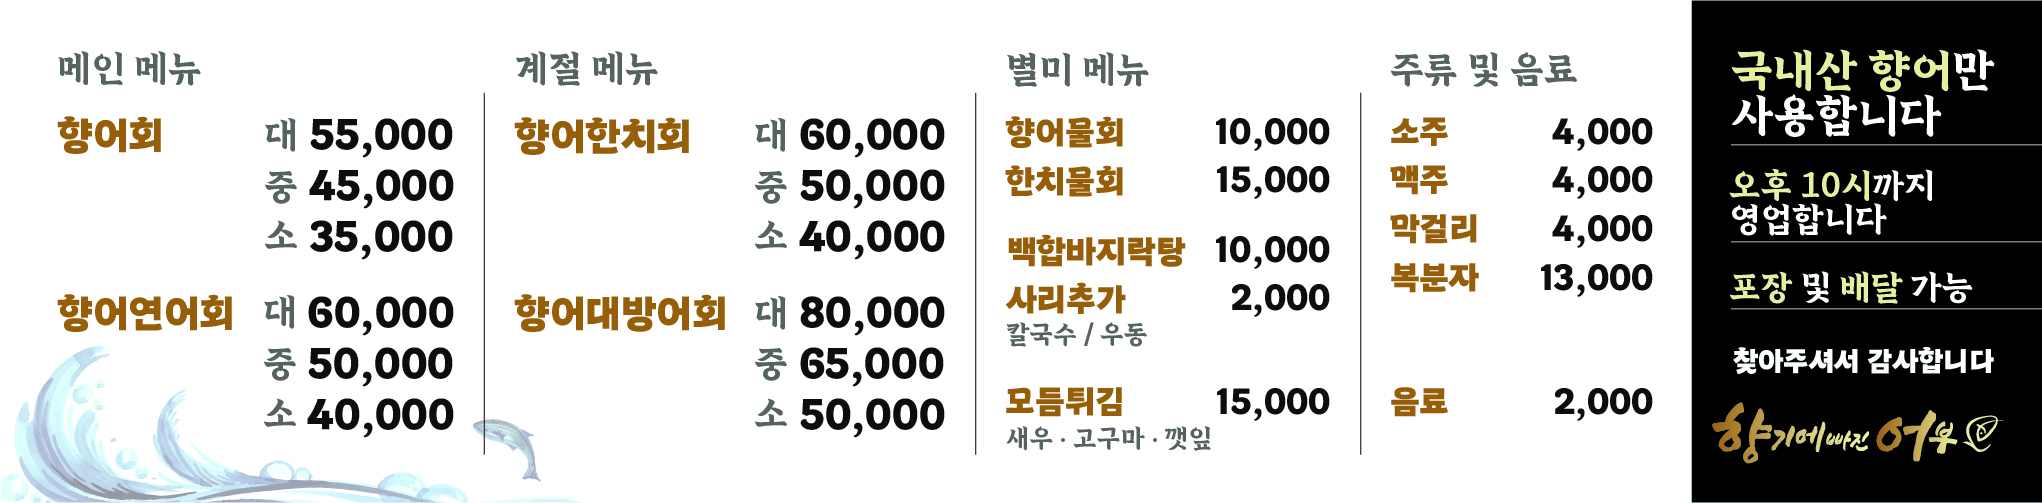 메인 메뉴
향어회 대 55,000
중 45,000
소 35,000
향어연어회 대 60,000
중 50,000
소 40,000
계절 메뉴
향어한치회 대 60,000
중 50,000
소 40,000
향어대방어회 대 80,000
중 65,000
소 50,000
별미 메뉴
향어물회 10,000
한치물회 15,000
백합바지락탕 10,000
사리추가 2,000
칼국수 / 우동
모듬튀김 15,000
새우 · 고구마 · 깻잎
주류 및 음료
소주 4,000
맥주 4,000
막걸리 4,000
복분자 13,000
음료 2,000
국내산 향어만
사용합니다
오후 10시까지
영업합니다
포장 및 배달 가능
찾아주셔서 감사합니다
향기에빠진 어부